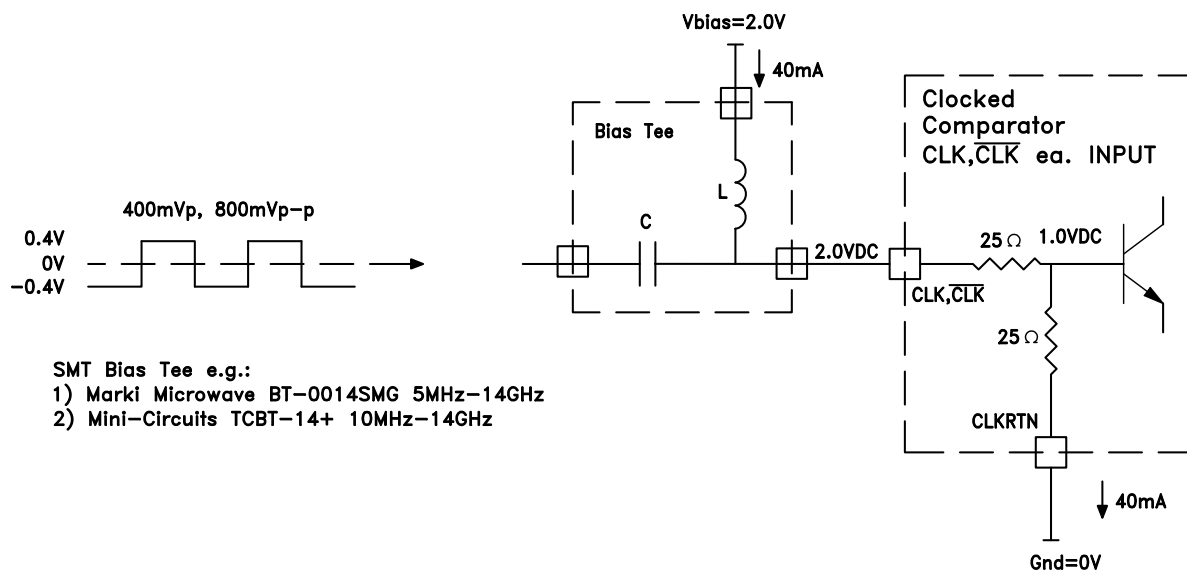 Vbias=2.0V
40mA
Bias Tee
L
C
Clocked
Comparator
CLK,C̅L̅K̅ ea. INPUT
400mVp, 800mVp-p
0.4V
0V
-0.4V
2.0VDC
25Ω
1.0VDC
CLK,C̅L̅K̅
25Ω
SMT Bias Tee e.g.:
1) Marki Microwave BT-0014SMG 5MHz-14GHz
2) Mini-Circuits TCBT-14+ 10MHz-14GHz
CLKRTN
40mA
Gnd=0V